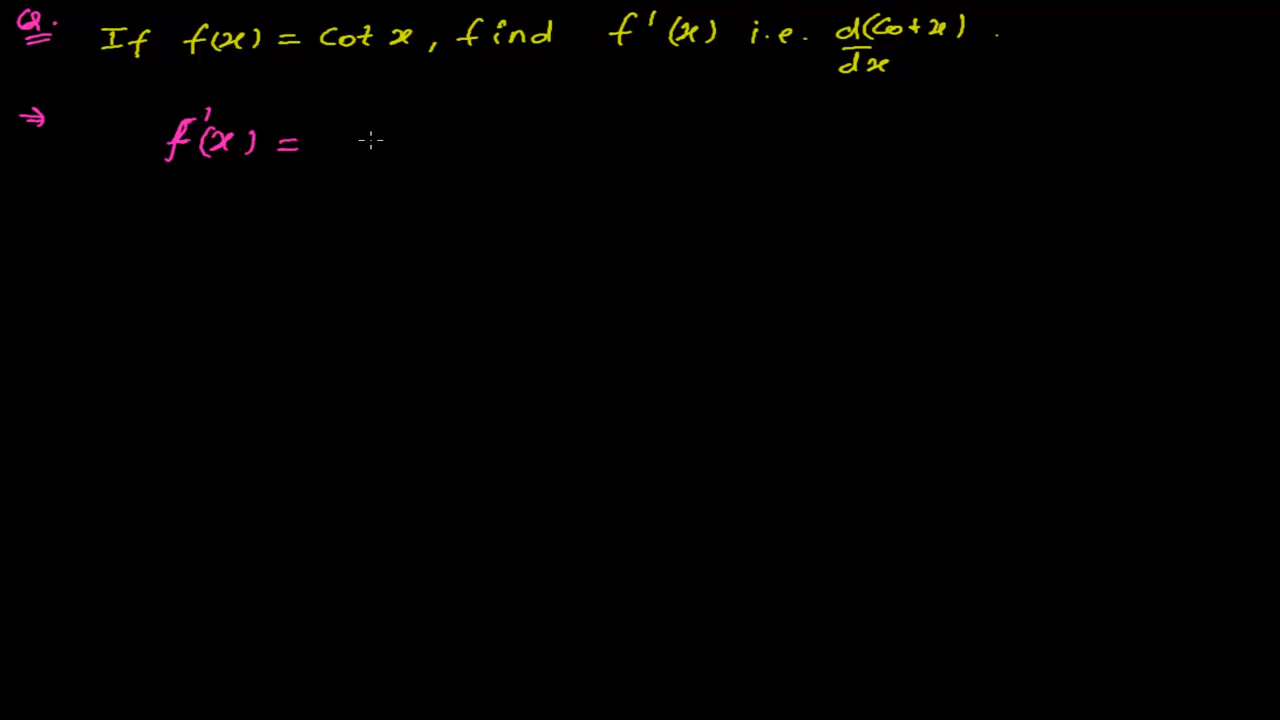 Q. If f(x) = Cot x, find f'(x) i.e. d(Cot x)/dx .
⇒ f'(x) =